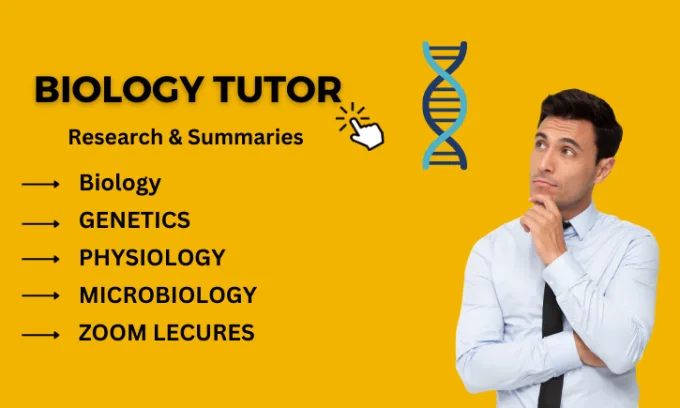 BIOLOGY TUTOR
Research & Summaries
Biology
GENETICS
PHYSIOLOGY
MICROBIOLOGY
ZOOM LECURES